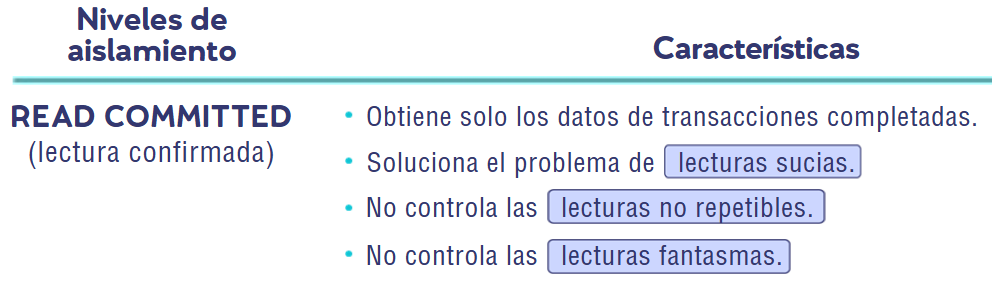 Niveles de
aislamiento
Características
READ COMMITTED
(lectura confirmada)
• Obtiene solo los datos de transacciones completadas.
• Soluciona el problema de lecturas sucias.
• No controla las lecturas no repetibles.
• No controla las lecturas fantasmas.